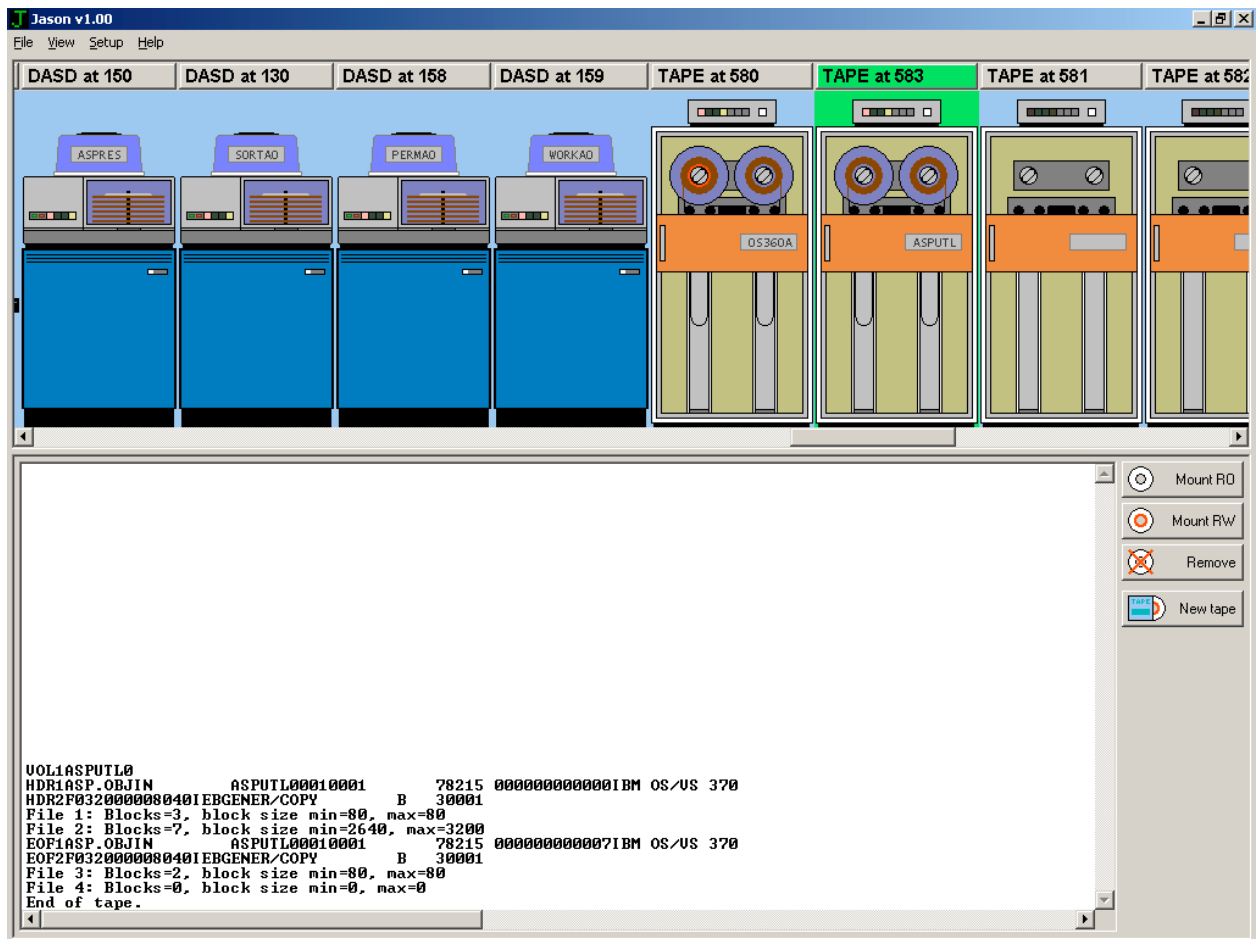 Jason v1.00
File View Setup Help
DASD at 150 DASD at 130 DASD at 158 DASD at 159 TAPE at 580 TAPE at 583 TAPE at 581 TAPE at 582
ASPRES SORTA0 PERMA0 WORKA0
OS360A ASPUTL
Mount RO
Mount RW
Remove
TAPE New tape
VOL1ASPUTL0
HDR1ASP.OBJIN          ASPUTL00010001         78215 000000000000IBM OS/VS 370
HDR2F032000008040IEBGENER/COPY          B    30001
File 1: Blocks=3, block size min=80, max=80
File 2: Blocks=7, block size min=2640, max=3200
EOF1ASP.OBJIN          ASPUTL00010001         78215 000000000007IBM OS/VS 370
EOF2F032000008040IEBGENER/COPY          B    30001
File 3: Blocks=2, block size min=80, max=80
File 4: Blocks=0, block size min=0, max=0
End of tape.